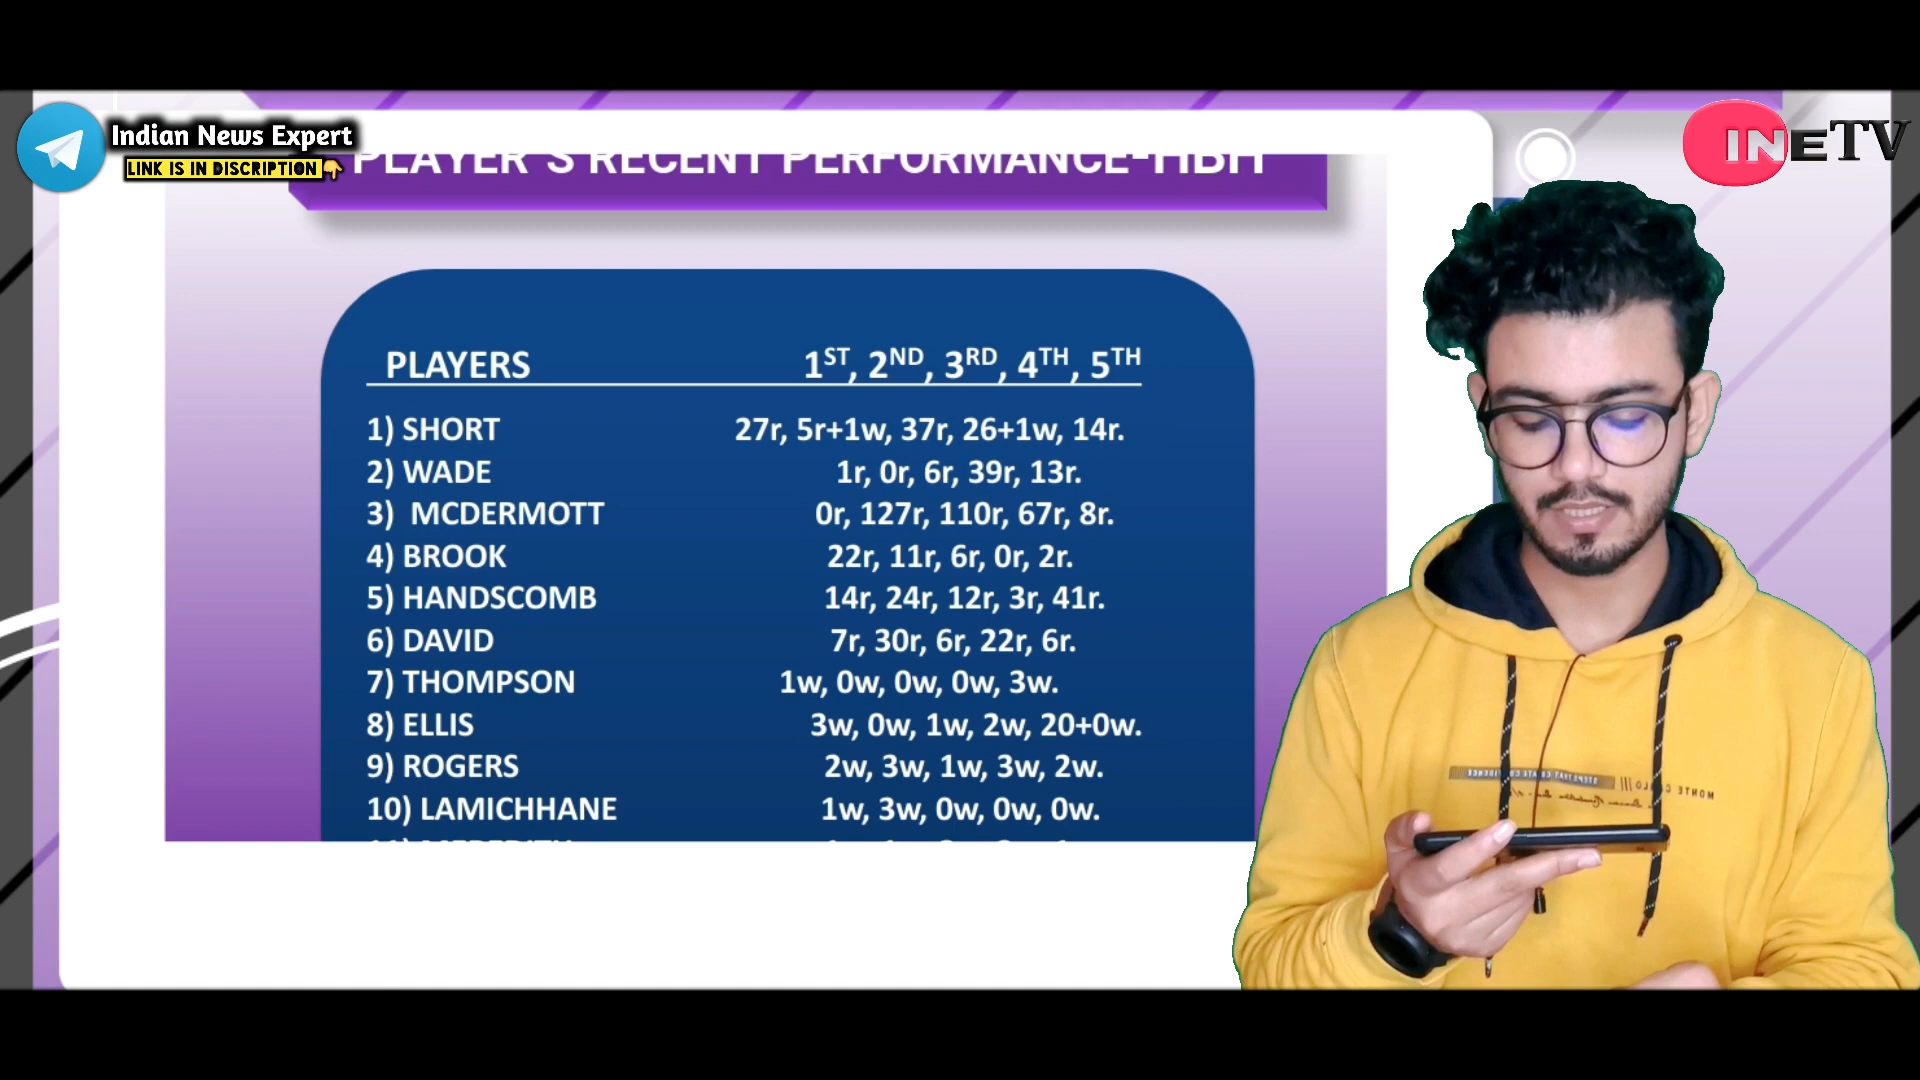 Indian News Expert
LINK IS IN DISCRIPTION
INETV
PLAYER'S RECENT PERFORMANCE-HBH
PLAYERS 1ST, 2ND, 3RD, 4TH, 5TH
1) SHORT 27r, 5r+1w, 37r, 26+1w, 14r.
2) WADE 1r, 0r, 6r, 39r, 13r.
3) MCDERMOTT 0r, 127r, 110r, 67r, 8r.
4) BROOK 22r, 11r, 6r, 0r, 2r.
5) HANDSCOMB 14r, 24r, 12r, 3r, 41r.
6) DAVID 7r, 30r, 6r, 22r, 6r.
7) THOMPSON 1w, 0w, 0w, 0w, 3w.
8) ELLIS 3w, 0w, 1w, 2w, 20+0w.
9) ROGERS 2w, 3w, 1w, 3w, 2w.
10) LAMICHHANE 1w, 3w, 0w, 0w, 0w.